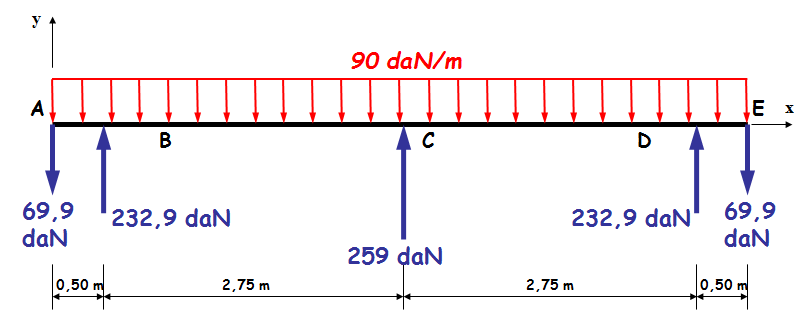 y
90 daN/m
A
E
x
B
C
D
69,9
daN
232,9 daN
259 daN
232,9 daN
69,9
daN
0,50 m
2,75 m
2,75 m
0,50 m